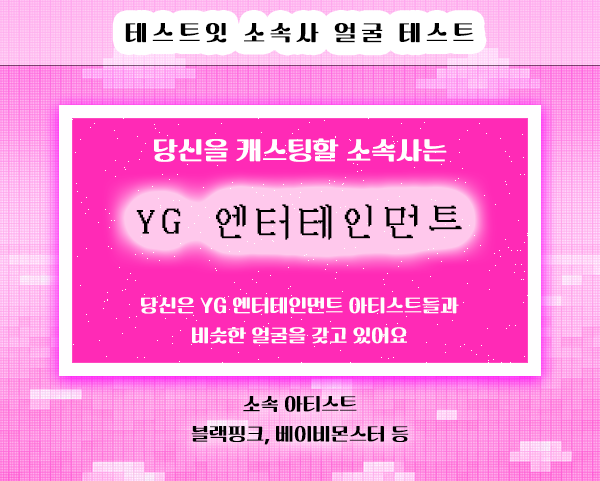 테스트잇 소속사 얼굴 테스트
당신을 캐스팅할 소속사는
YG 엔터테인먼트
당신은 YG 엔터테인먼트 아티스트들과
비슷한 얼굴을 갖고 있어요
소속 아티스트
블랙핑크, 베이비몬스터 등